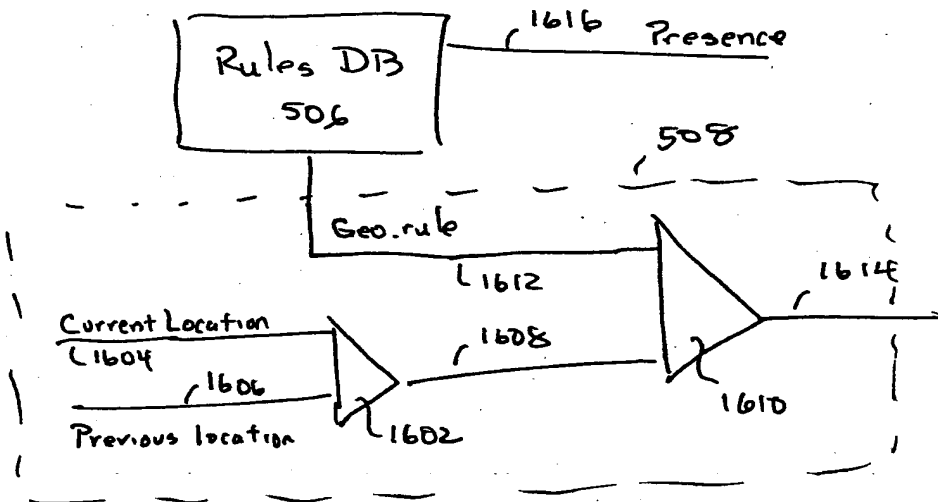 1616 Presence
Rules DB
506
508
Geo.rule
1612
1614
Current Location
1604
1608
1606
1610
Previous location
1602